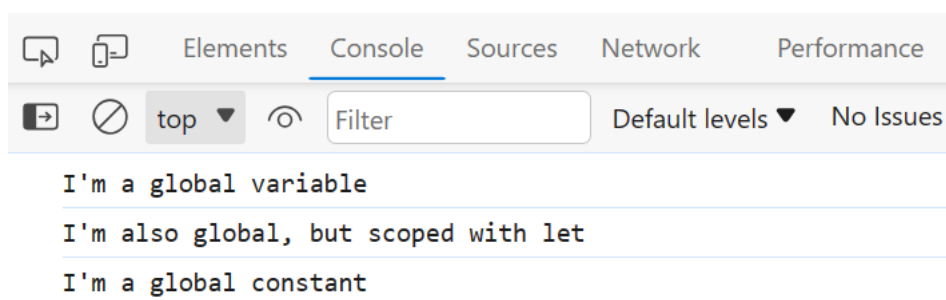 Elements Console Sources Network Performance
top Filter Default levels No Issues
I'm a global variable
I'm also global, but scoped with let
I'm a global constant